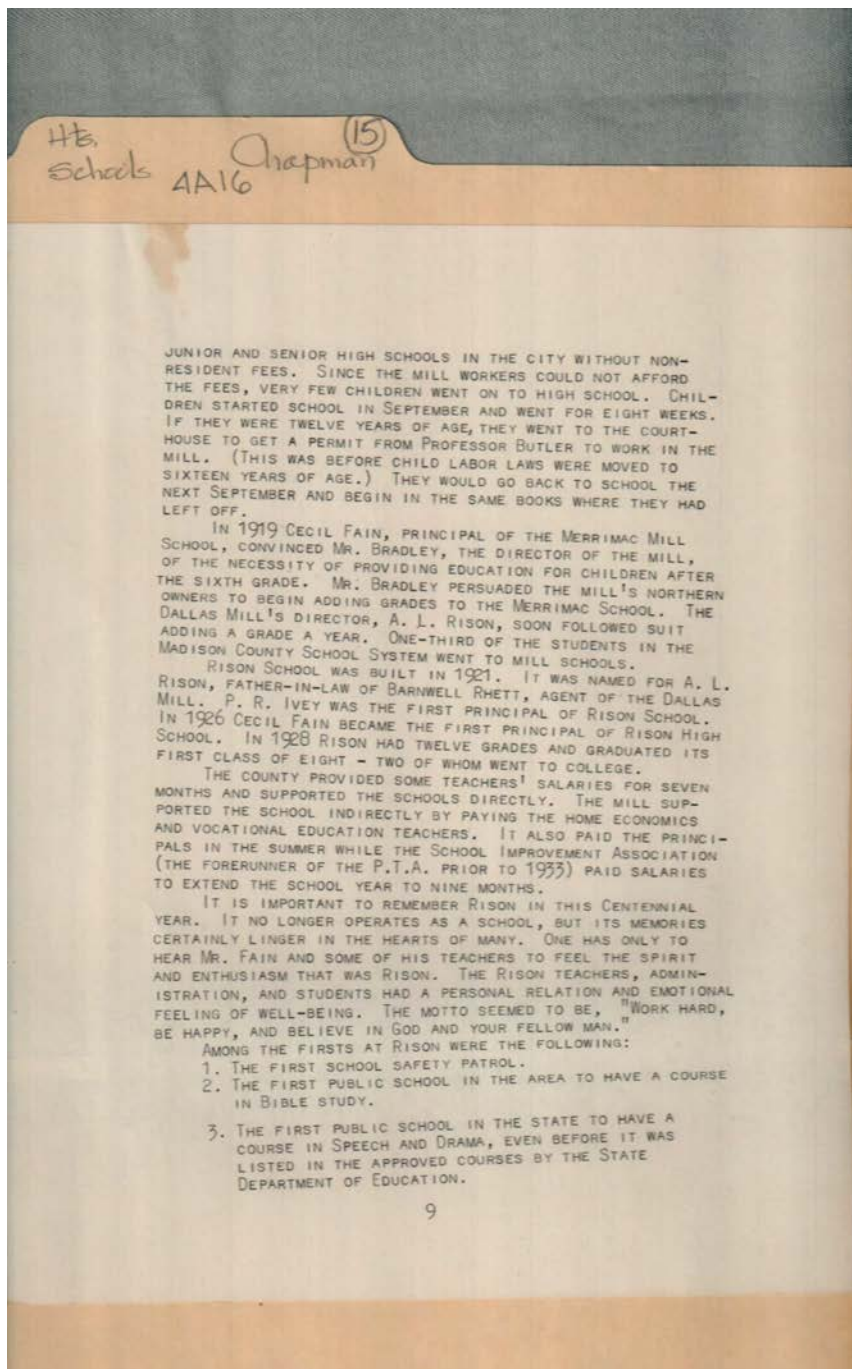 Hts.
Schools
4A16
Chapman
15
JUNIOR AND SENIOR HIGH SCHOOLS IN THE CITY WITHOUT NON-
RESIDENT FEES. SINCE THE MILL WORKERS COULD NOT AFFORD
THE FEES, VERY FEW CHILDREN WENT ON TO HIGH SCHOOL. CHIL-
DREN STARTED SCHOOL IN SEPTEMBER AND WENT FOR EIGHT WEEKS.
IF THEY WERE TWELVE YEARS OF AGE, THEY WENT TO THE COURT-
HOUSE TO GET A PERMIT FROM PROFESSOR BUTLER TO WORK IN THE
MILL. (THIS WAS BEFORE CHILD LABOR LAWS WERE MOVED TO
SIXTEEN YEARS OF AGE.) THEY WOULD GO BACK TO SCHOOL THE
NEXT SEPTEMBER AND BEGIN IN THE SAME BOOKS WHERE THEY HAD
LEFT OFF.
IN 1919 CECIL FAIN, PRINCIPAL OF THE MERRIMAC MILL
SCHOOL, CONVINCED MR. BRADLEY, THE DIRECTOR OF THE MILL,
OF THE NECESSITY OF PROVIDING EDUCATION FOR CHILDREN AFTER
THE SIXTH GRADE. MR. BRADLEY PERSUADED THE MILL'S NORTHERN
OWNERS TO BEGIN ADDING GRADES TO THE MERRIMAC SCHOOL. THE
DALLAS MILL'S DIRECTOR, A. L. RISON, SOON FOLLOWED SUIT
ADDING A GRADE A YEAR. ONE-THIRD OF THE STUDENTS IN THE
MADISON COUNTY SCHOOL SYSTEM WENT TO MILL SCHOOLS.
RISON SCHOOL WAS BUILT IN 1921. IT WAS NAMED FOR A. L.
RISON, FATHER-IN-LAW OF BARNWELL RHETT, AGENT OF THE DALLAS
MILL. P. R. IVEY WAS THE FIRST PRINCIPAL OF RISON SCHOOL.
IN 1926 CECIL FAIN BECAME THE FIRST PRINCIPAL OF RISON HIGH
SCHOOL. IN 1928 RISON HAD TWELVE GRADES AND GRADUATED ITS
FIRST CLASS OF EIGHT - TWO OF WHOM WENT TO COLLEGE.
THE COUNTY PROVIDED SOME TEACHERS' SALARIES FOR SEVEN
MONTHS AND SUPPORTED THE SCHOOLS DIRECTLY. THE MILL SUP-
PORTED THE SCHOOL INDIRECTLY BY PAYING THE HOME ECONOMICS
AND VOCATIONAL EDUCATION TEACHERS. IT ALSO PAID THE PRINCI-
PALS IN THE SUMMER WHILE THE SCHOOL IMPROVEMENT ASSOCIATION
(THE FORERUNNER OF THE P.T.A. PRIOR TO 1933) PAID SALARIES
TO EXTEND THE SCHOOL YEAR TO NINE MONTHS.
IT IS IMPORTANT TO REMEMBER RISON IN THIS CENTENNIAL
YEAR. IT NO LONGER OPERATES AS A SCHOOL, BUT ITS MEMORIES
CERTAINLY LINGER IN THE HEARTS OF MANY. ONE HAS ONLY TO
HEAR MR. FAIN AND SOME OF HIS TEACHERS TO FEEL THE SPIRIT
AND ENTHUSIASM THAT WAS RISON. THE RISON TEACHERS, ADMIN-
ISTRATION, AND STUDENTS HAD A PERSONAL RELATION AND EMOTIONAL
FEELING OF WELL-BEING. THE MOTTO SEEMED TO BE, "WORK HARD,
BE HAPPY, AND BELIEVE IN GOD AND YOUR FELLOW MAN."
AMONG THE FIRSTS AT RISON WERE THE FOLLOWING:
1. THE FIRST SCHOOL SAFETY PATROL.
2. THE FIRST PUBLIC SCHOOL IN THE AREA TO HAVE A COURSE
IN BIBLE STUDY.
3. THE FIRST PUBLIC SCHOOL IN THE STATE TO HAVE A
COURSE IN SPEECH AND DRAMA, EVEN BEFORE IT WAS
LISTED IN THE APPROVED COURSES BY THE STATE
DEPARTMENT OF EDUCATION.
9